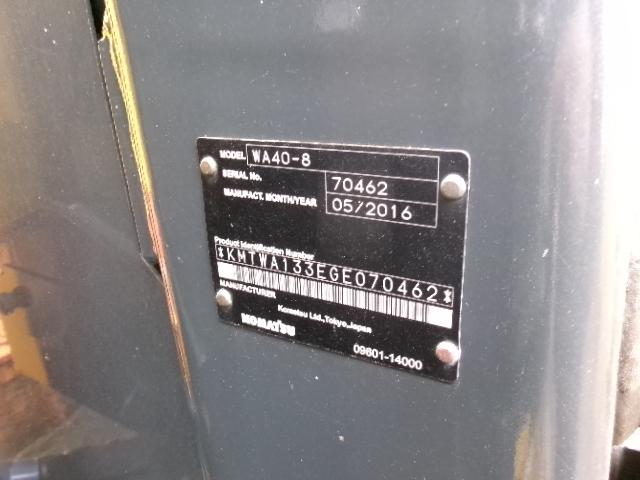 MODEL WA40-8
SERIAL No. 70462
MANUFACT. MONTH/YEAR 05/2016
Product Identification Number
*KMTWA133EGE070462*
MANUFACTURER
Komatsu Ltd.,Tokyo,Japan
KOMATSU
09601-14000